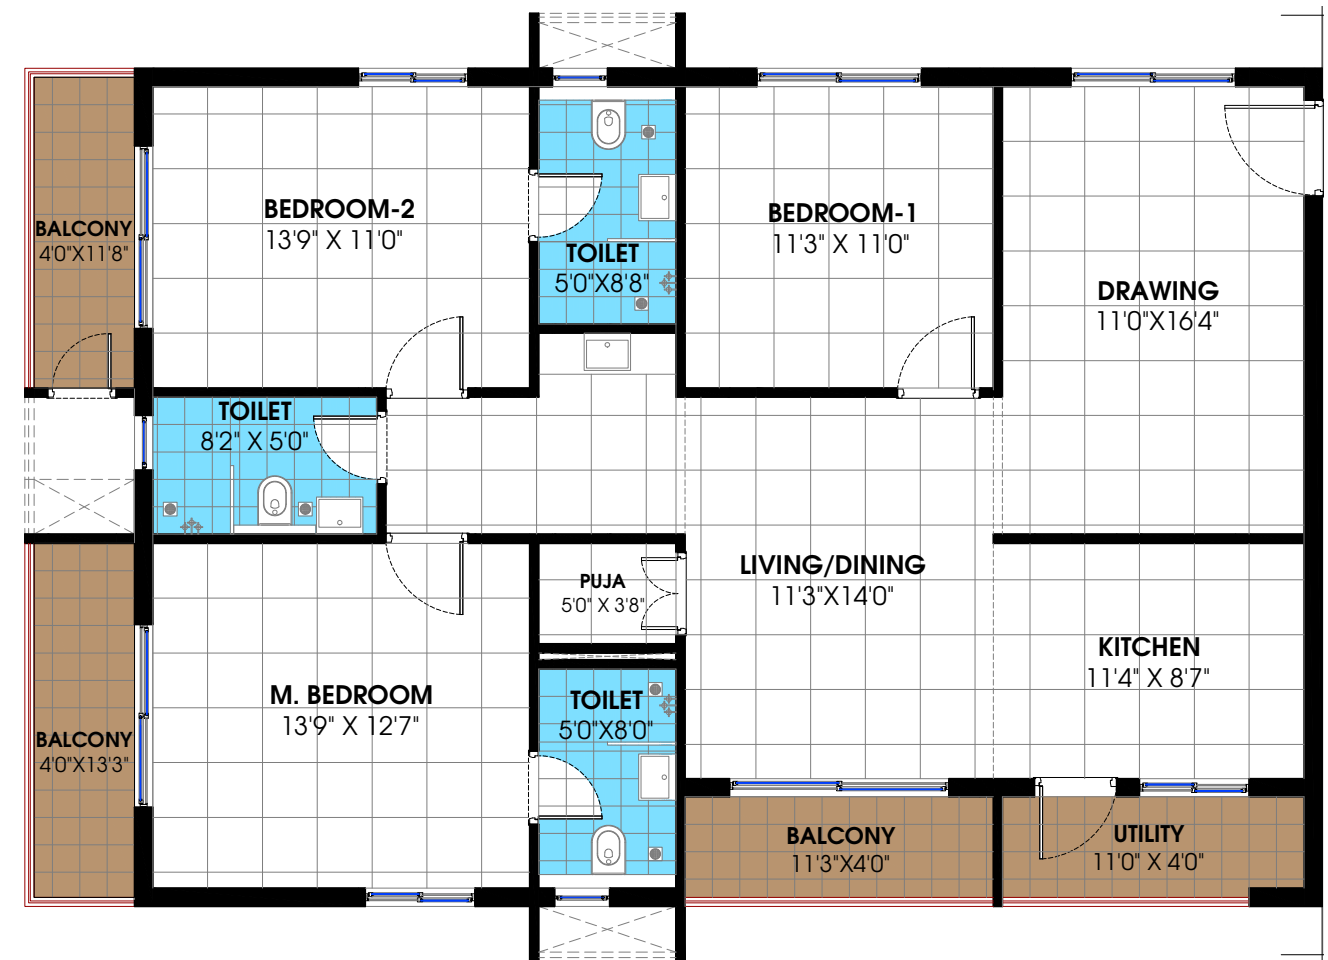 BEDROOM-2
13'9" X 11'0"
BALCONY
4'0"X11'8"
TOILET
5'0"X8'8"
BEDROOM-1
11'3" X 11'0"
DRAWING
11'0"X16'4"
TOILET
8'2" X 5'0"
LIVING/DINING
11'3"X14'0"
PUJA
5'0" X 3'8"
KITCHEN
11'4" X 8'7"
M. BEDROOM
13'9" X 12'7"
TOILET
5'0"X8'0"
BALCONY
4'0"X13'3"
BALCONY
11'3"X4'0"
UTILITY
11'0" X 4'0"